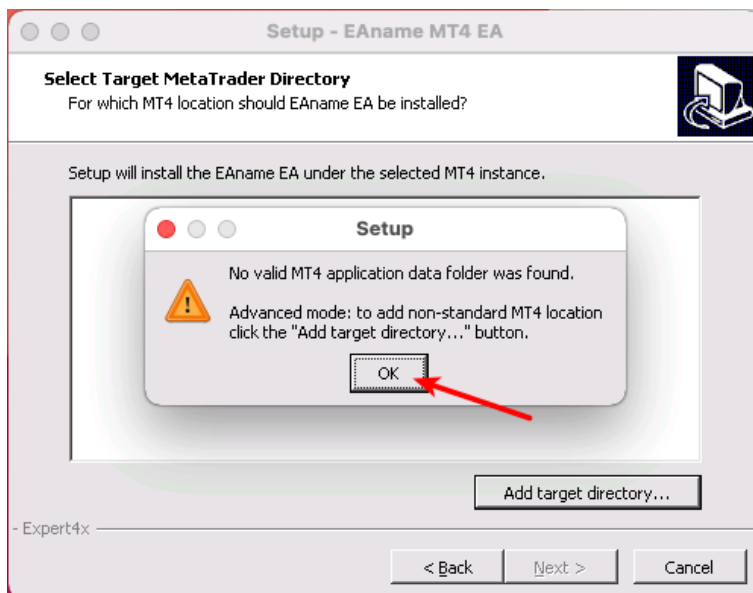 Setup - EAname MT4 EA
Select Target MetaTrader Directory
For which MT4 location should EAname EA be installed?
Setup will install the EAname EA under the selected MT4 instance.
Setup
No valid MT4 application data folder was found.
Advanced mode: to add non-standard MT4 location
click the "Add target directory..." button.
OK
Add target directory...
- Expert4x
< Back
Next >
Cancel